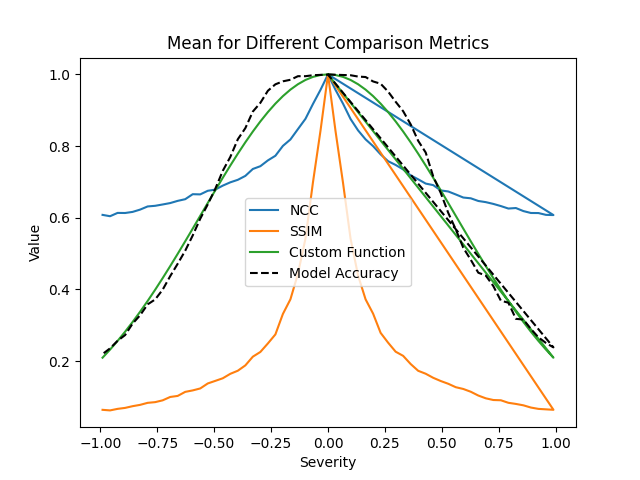 Mean for Different Comparison Metrics
Value
1.0
0.8
0.6
0.4
0.2
NCC
SSIM
Custom Function
Model Accuracy
−1.00 −0.75 −0.50 −0.25 0.00 0.25 0.50 0.75 1.00
Severity